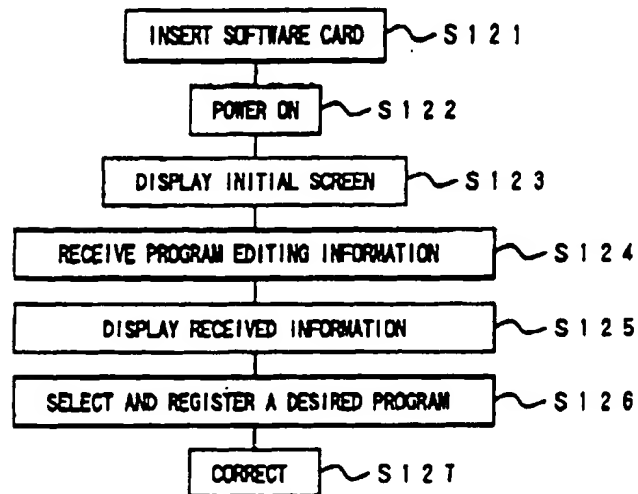 INSERT SOFTWARE CARD S121
POWER ON S122
DISPLAY INITIAL SCREEN S123
RECEIVE PROGRAM EDITING INFORMATION S124
DISPLAY RECEIVED INFORMATION S125
SELECT AND REGISTER A DESIRED PROGRAM S126
CORRECT S127